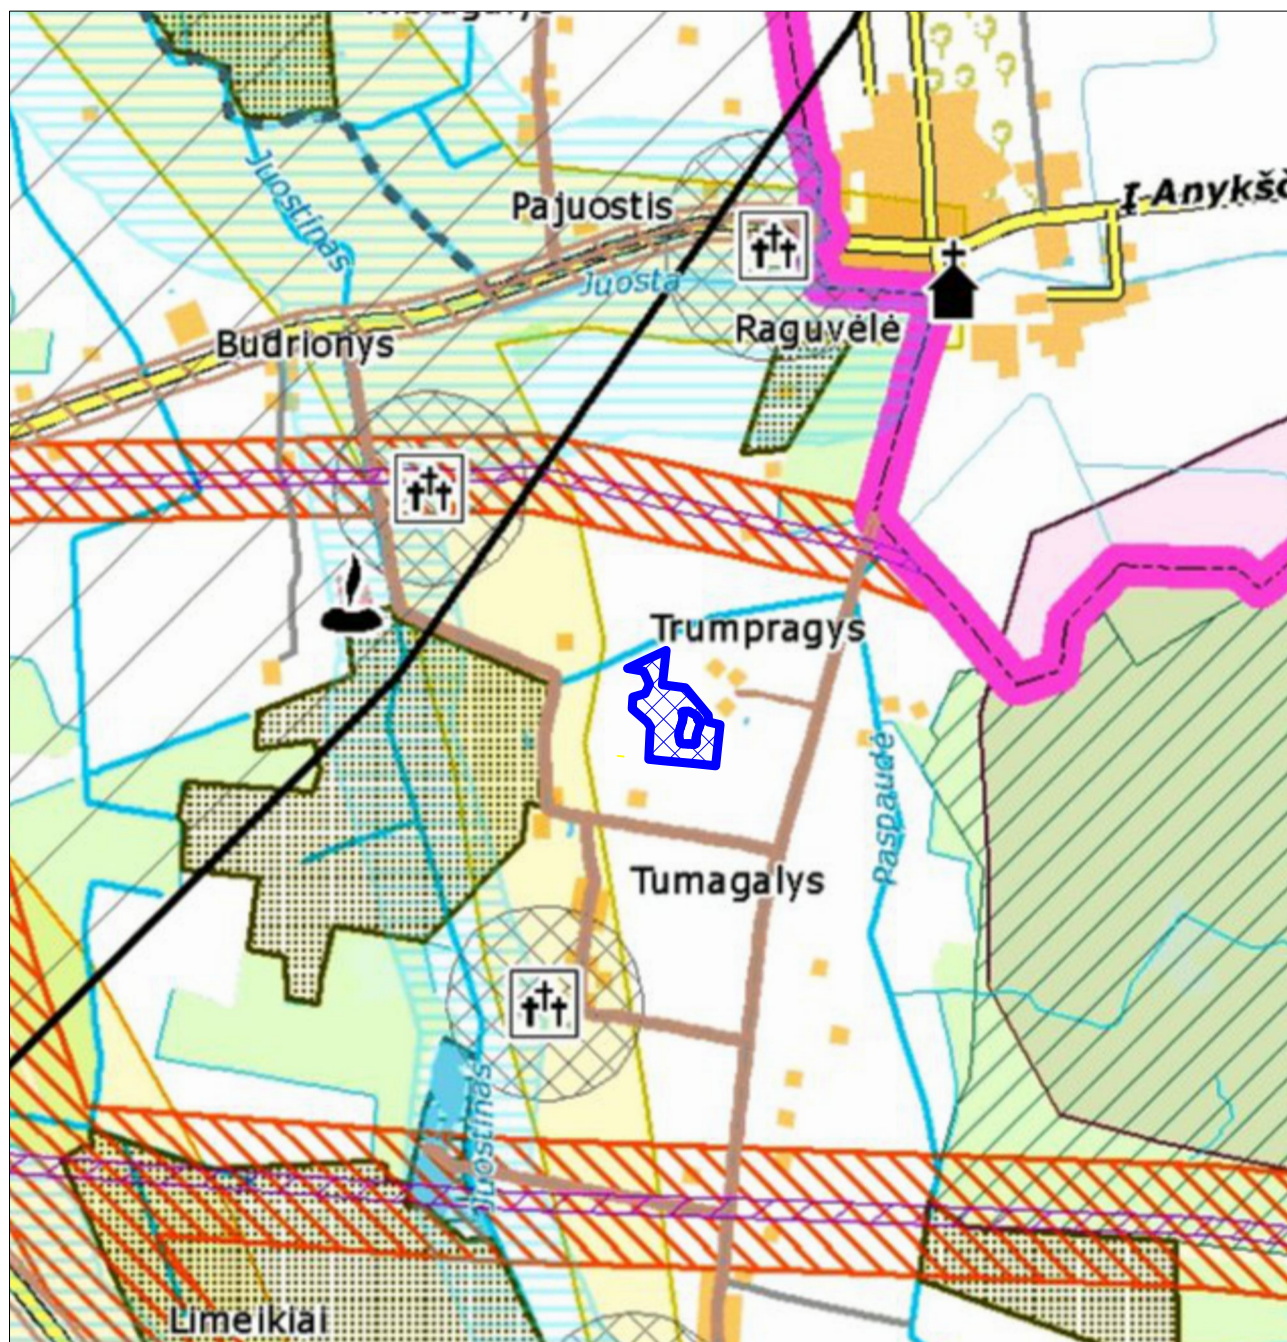 Pajuostis
Į Anykšč
Juostinas
Juosta
Budrionys
Raguvėlė
Trumpragys
Paspaudė
Tumagalys
Juostinas
Limeikiai